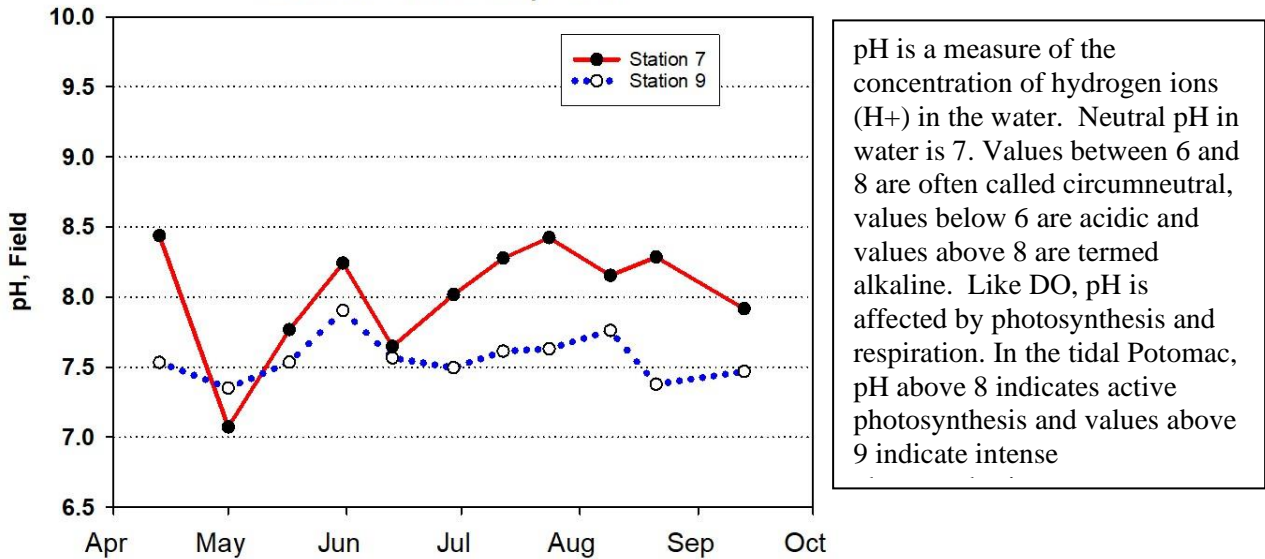 10.0
9.5
9.0
8.5
8.0
7.5
7.0
6.5
pH, Field
Station 7
Station 9
Apr
May
Jun
Jul
Aug
Sep
Oct
pH is a measure of the
concentration of hydrogen ions
(H+) in the water. Neutral pH in
water is 7. Values between 6 and
8 are often called circumneutral,
values below 6 are acidic and
values above 8 are termed
alkaline. Like DO, pH is
affected by photosynthesis and
respiration. In the tidal Potomac,
pH above 8 indicates active
photosynthesis and values above
9 indicate intense